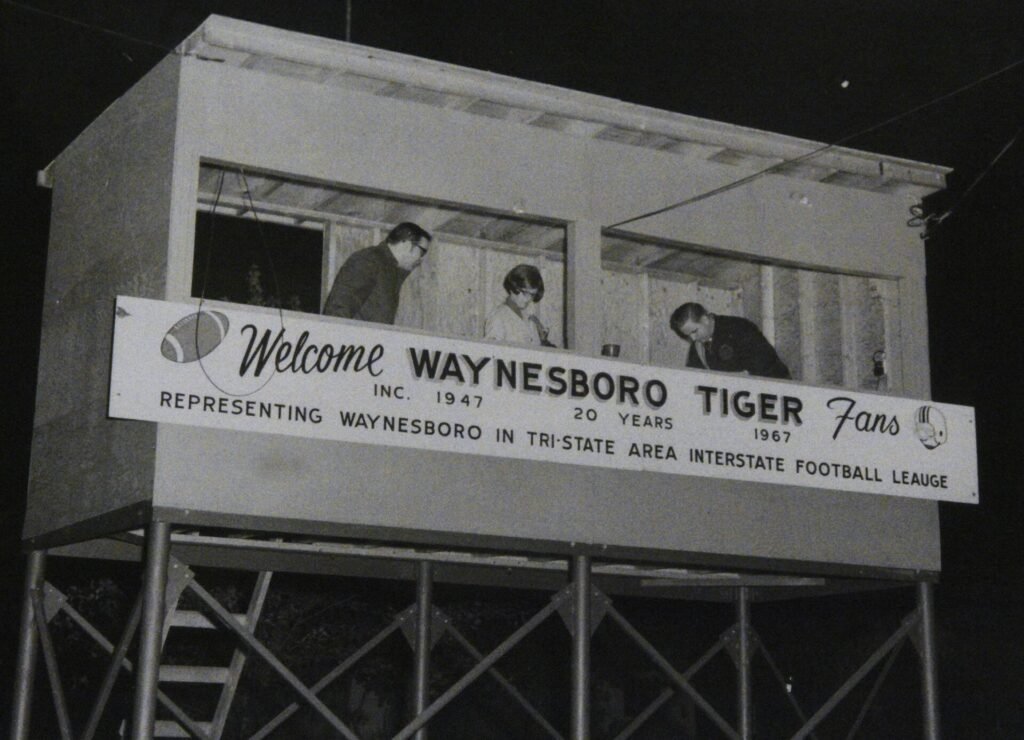 Welcome WAYNESBORO TIGER Fans
INC. 1947 20 YEARS 1967
REPRESENTING WAYNESBORO IN TRI-STATE AREA INTERSTATE FOOTBALL LEAUGE